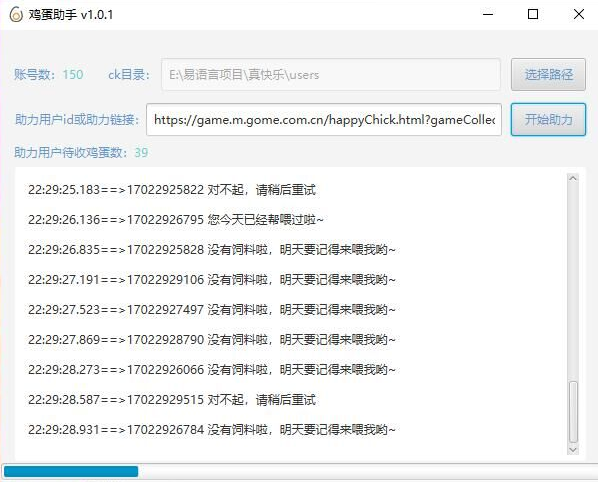 鸡蛋助手 v1.0.1
账号数：150 ck目录： E:\易语言项目\真快乐\users 选择路径
助力用户id或助力链接： https://game.m.gome.com.cn/happyChick.html?gameCollec 开始助力
助力用户待收鸡蛋数：39
22:29:25.183==>17022925822 对不起，请稍后重试
22:29:26.136==>17022926795 您今天已经帮喂过啦~
22:29:26.835==>17022925828 没有饲料啦，明天要记得来喂我哟~
22:29:27.191==>17022929106 没有饲料啦，明天要记得来喂我哟~
22:29:27.523==>17022927497 没有饲料啦，明天要记得来喂我哟~
22:29:27.869==>17022928790 没有饲料啦，明天要记得来喂我哟~
22:29:28.273==>17022926066 没有饲料啦，明天要记得来喂我哟~
22:29:28.587==>17022929515 对不起，请稍后重试
22:29:28.931==>17022926784 没有饲料啦，明天要记得来喂我哟~